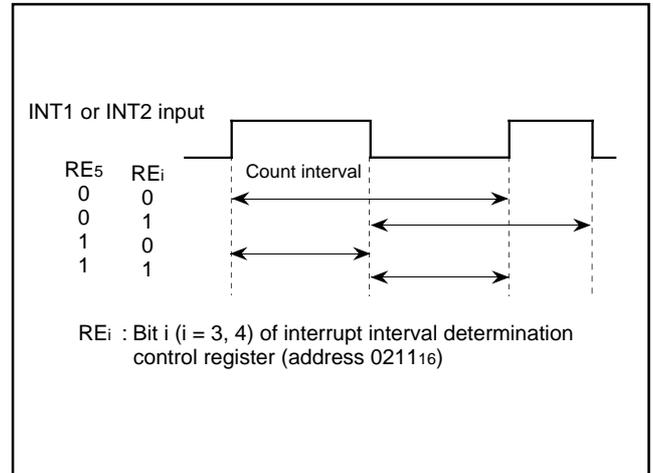 INT1 or INT2 input
RE5 REi Count interval
0 0
0 1
1 0
1 1
REi : Bit i (i = 3, 4) of interrupt interval determination
control register (address 021116)